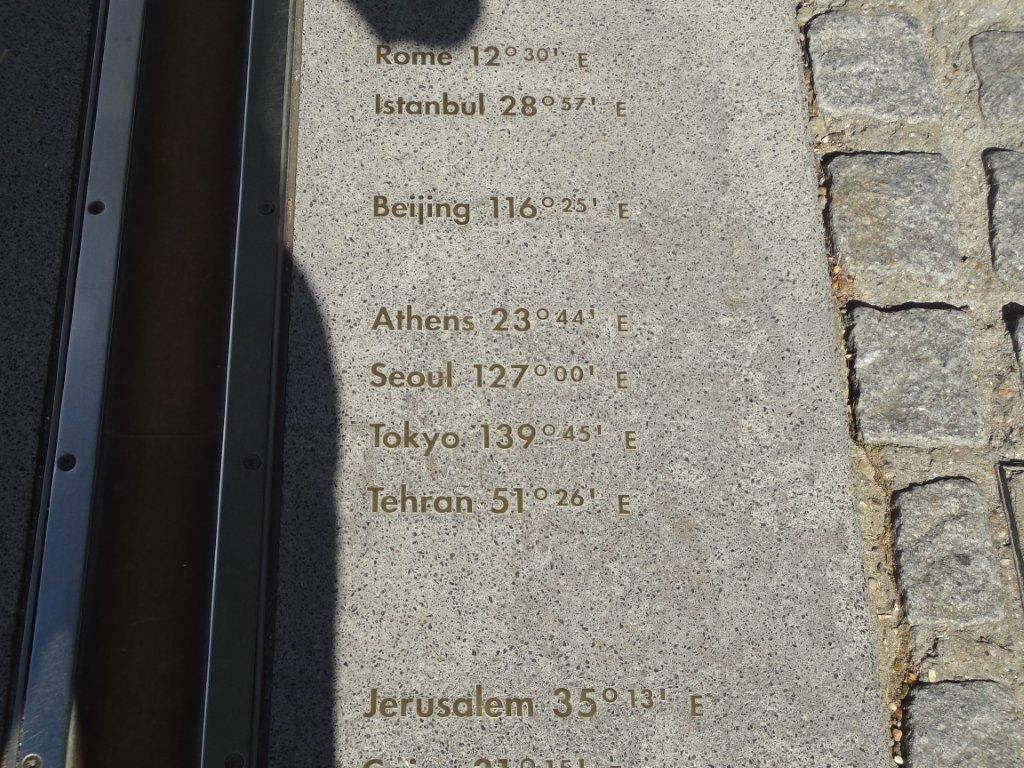 Rome 12° 30' E
Istanbul 28° 57' E
Beijing 116° 25' E
Athens 23° 44' E
Seoul 127° 00' E
Tokyo 139° 45' E
Tehran 51° 26' E
Jerusalem 35° 13' E